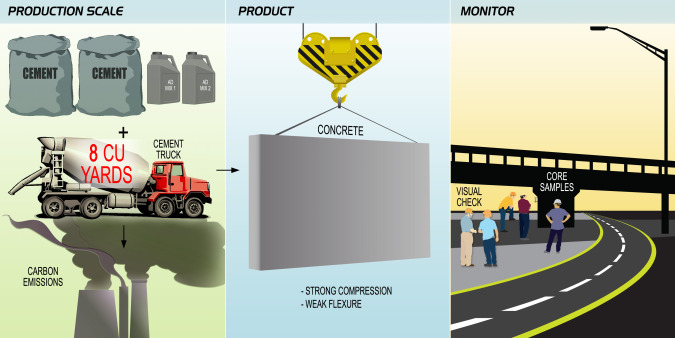 PRODUCTION SCALE
CEMENT
CEMENT
AD
MIX 1
AD
MIX 2
+
8 CU
YARDS
CEMENT
TRUCK
CARBON
EMISSIONS
PRODUCT
CONCRETE
- STRONG COMPRESSION
- WEAK FLEXURE
MONITOR
VISUAL
CHECK
CORE
SAMPLES